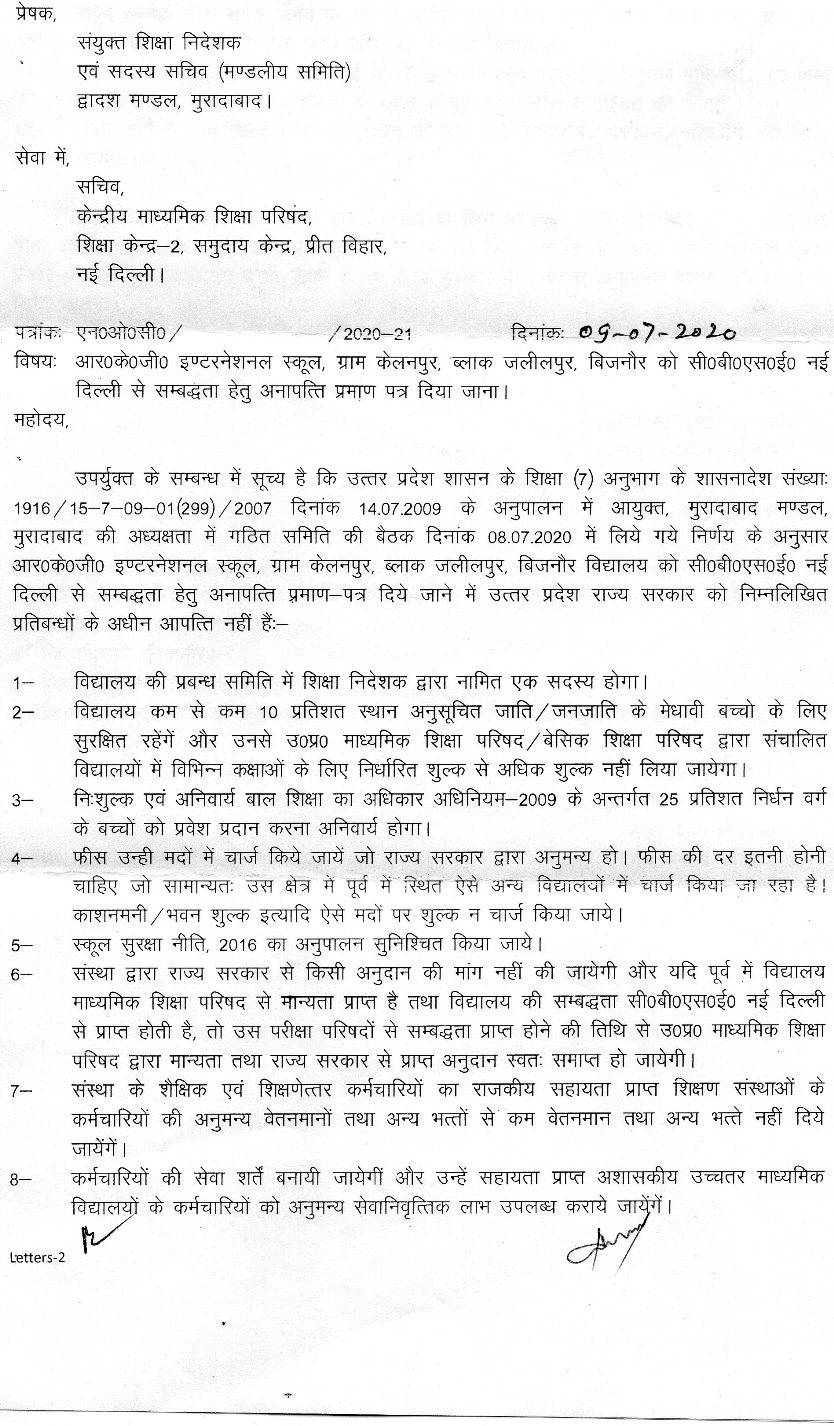 प्रेषक,
संयुक्त शिक्षा निदेशक
एवं सदस्य सचिव (मण्डलीय समिति)
द्वादश मण्डल, मुरादाबाद।
सेवा में,
सचिव,
केन्द्रीय माध्यमिक शिक्षा परिषद,
शिक्षा केन्द्र–2, समुदाय केन्द्र, प्रीत विहार,
नई दिल्ली।
पत्रांकः एन0ओ0सी0/ /2020–21 दिनांकः 09-07-2020
विषयः आर0के0जी0 इण्टरनेशनल स्कूल, ग्राम केलनपुर, ब्लाक जलीलपुर, बिजनौर को सी0बी0एस0ई0 नई
दिल्ली से सम्बद्धता हेतु अनापत्ति प्रमाण पत्र दिया जाना।
महोदय,
उपर्युक्त के सम्बन्ध में सूच्य है कि उत्तर प्रदेश शासन के शिक्षा (7) अनुभाग के शासनादेश संख्याः
1916/15–7–09–01(299)/2007 दिनांक 14.07.2009 के अनुपालन में आयुक्त, मुरादाबाद मण्डल,
मुरादाबाद की अध्यक्षता में गठित समिति की बैठक दिनांक 08.07.2020 में लिये गये निर्णय के अनुसार
आर0के0जी0 इण्टरनेशनल स्कूल, ग्राम केलनपुर, ब्लाक जलीलपुर, बिजनौर विद्यालय को सी0बी0एस0ई0 नई
दिल्ली से सम्बद्धता हेतु अनापत्ति प्रमाण–पत्र दिये जाने में उत्तर प्रदेश राज्य सरकार को निम्नलिखित
प्रतिबन्धों के अधीन आपत्ति नहीं हैः–
1– विद्यालय की प्रबन्ध समिति में शिक्षा निदेशक द्वारा नामित एक सदस्य होगा।
2– विद्यालय कम से कम 10 प्रतिशत स्थान अनुसूचित जाति/जनजाति के मेधावी बच्चो के लिए
सुरक्षित रहेंगें और उनसे उ0प्र0 माध्यमिक शिक्षा परिषद/बेसिक शिक्षा परिषद द्वारा संचालित
विद्यालयों में विभिन्न कक्षाओं के लिए निर्धारित शुल्क से अधिक शुल्क नहीं लिया जायेगा।
3– निःशुल्क एवं अनिवार्य बाल शिक्षा का अधिकार अधिनियम–2009 के अन्तर्गत 25 प्रतिशत निर्धन वर्ग
के बच्चों को प्रवेश प्रदान करना अनिवार्य होगा।
4– फीस उन्ही मदों में चार्ज किये जायें जो राज्य सरकार द्वारा अनुमन्य हो। फीस की दर इतनी होनी
चाहिए जो सामान्यतः उस क्षेत्र में पूर्व में स्थित ऐसे अन्य विद्यालयों में चार्ज किया जा रहा है।
काशनमनी/भवन शुल्क इत्यादि ऐसे मदों पर शुल्क न चार्ज किया जाये।
5– स्कूल सुरक्षा नीति, 2016 का अनुपालन सुनिश्चित किया जाये।
6– संस्था द्वारा राज्य सरकार से किसी अनुदान की मांग नहीं की जायेगी और यदि पूर्व में विद्यालय
माध्यमिक शिक्षा परिषद से मान्यता प्राप्त है तथा विद्यालय की सम्बद्धता सी0बी0एस0ई0 नई दिल्ली
से प्राप्त होती है, तो उस परीक्षा परिषदों से सम्बद्धता प्राप्त होने की तिथि से उ0प्र0 माध्यमिक शिक्षा
परिषद द्वारा मान्यता तथा राज्य सरकार से प्राप्त अनुदान स्वतः समाप्त हो जायेगी।
7– संस्था के शैक्षिक एवं शिक्षणेत्तर कर्मचारियों का राजकीय सहायता प्राप्त शिक्षण संस्थाओं के
कर्मचारियों की अनुमन्य वेतनमानों तथा अन्य भत्तों से कम वेतनमान तथा अन्य भत्ते नहीं दिये
जायेंगें।
8– कर्मचारियों की सेवा शर्तें बनायी जायेगीं और उन्हें सहायता प्राप्त अशासकीय उच्चतर माध्यमिक
विद्यालयों के कर्मचारियों को अनुमन्य सेवानिवृत्तिक लाभ उपलब्ध कराये जायेंगें।
Letters-2